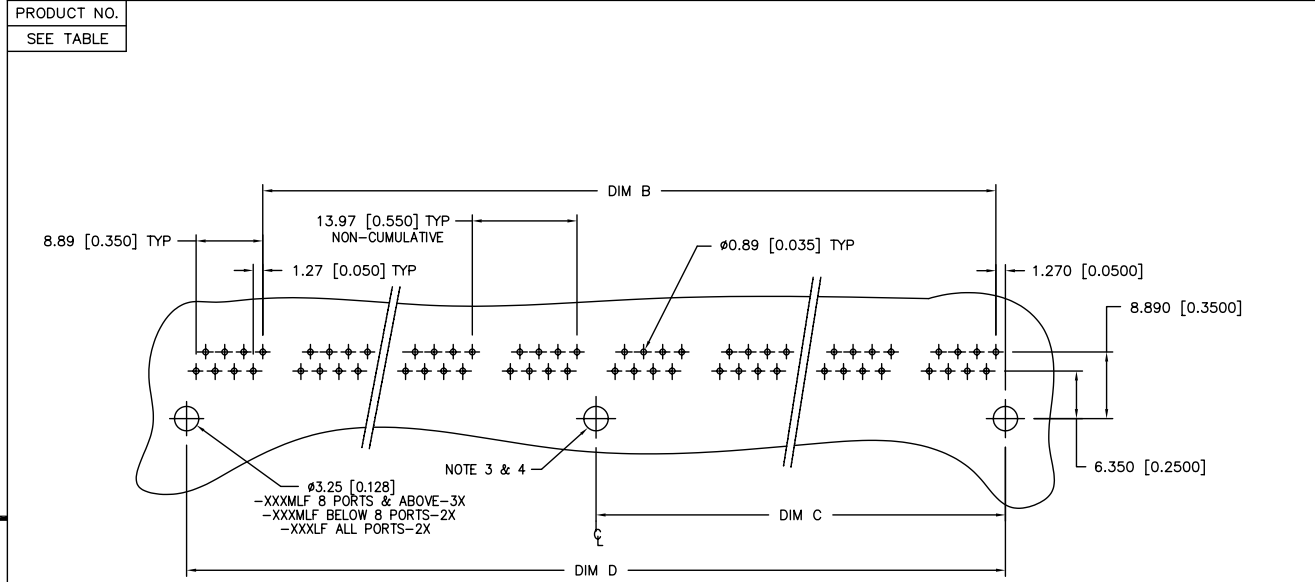 PRODUCT NO.
SEE TABLE
DIM B
13.97 [0.550] TYP
NON-CUMULATIVE
8.89 [0.350] TYP
ø0.89 [0.035] TYP
1.27 [0.050] TYP
1.270 [0.0500]
8.890 [0.3500]
NOTE 3 & 4
6.350 [0.2500]
ø3.25 [0.128]
-XXXMLF 8 PORTS & ABOVE-3X
-XXXMLF BELOW 8 PORTS-2X
-XXXLF ALL PORTS-2X
DIM C
℄
DIM D